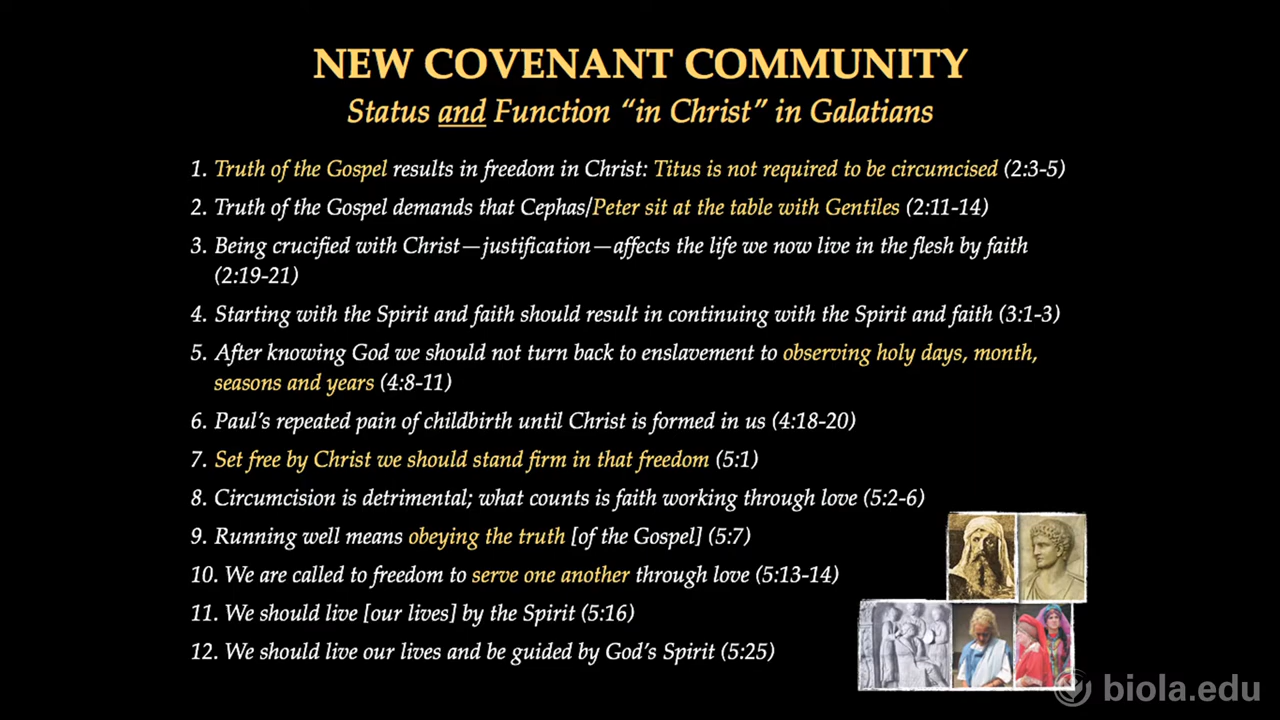 NEW COVENANT COMMUNITY
Status and Function “in Christ” in Galatians
1. Truth of the Gospel results in freedom in Christ: Titus is not required to be circumcised (2:3-5)
2. Truth of the Gospel demands that Cephas/Peter sit at the table with Gentiles (2:11-14)
3. Being crucified with Christ—justification—affects the life we now live in the flesh by faith
(2:19-21)
4. Starting with the Spirit and faith should result in continuing with the Spirit and faith (3:1-3)
5. After knowing God we should not turn back to enslavement to observing holy days, month,
seasons and years (4:8-11)
6. Paul’s repeated pain of childbirth until Christ is formed in us (4:18-20)
7. Set free by Christ we should stand firm in that freedom (5:1)
8. Circumcision is detrimental; what counts is faith working through love (5:2-6)
9. Running well means obeying the truth [of the Gospel] (5:7)
10. We are called to freedom to serve one another through love (5:13-14)
11. We should live [our lives] by the Spirit (5:16)
12. We should live our lives and be guided by God’s Spirit (5:25)
biola.edu